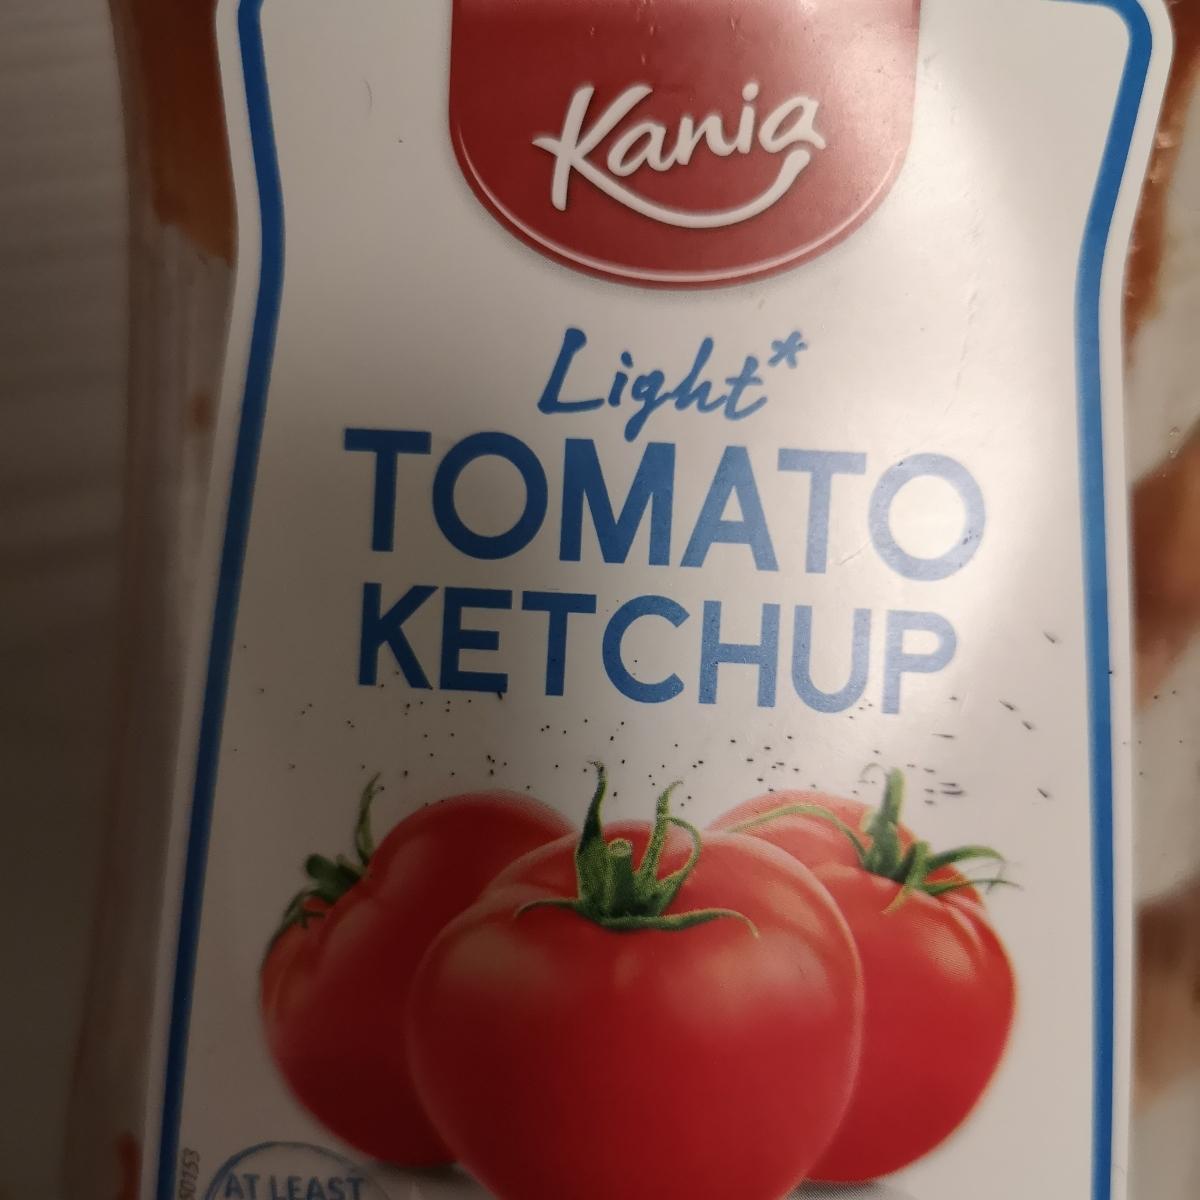 Kania
Light*
TOMATO
KETCHUP
AT LEAST